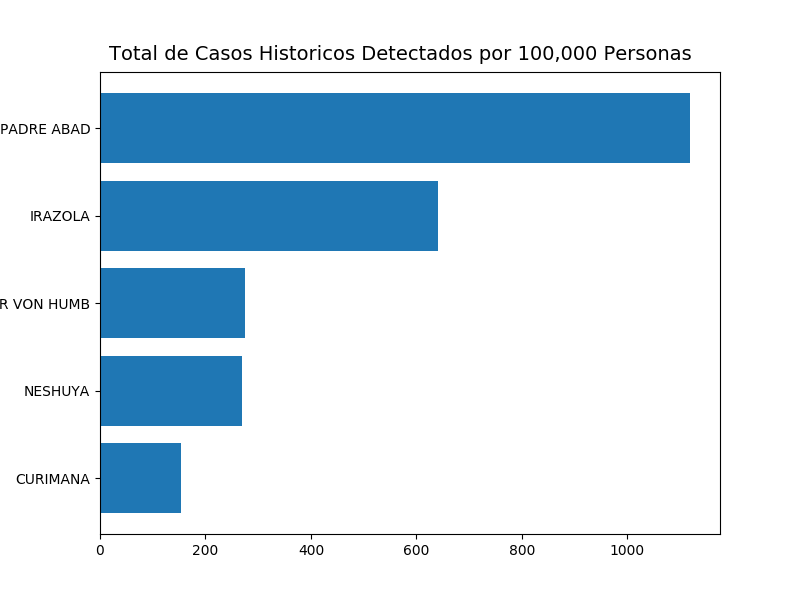 Total de Casos Historicos Detectados por 100,000 Personas
PADRE ABAD
IRAZOLA
R VON HUMB
NESHUYA
CURIMANA
0 200 400 600 800 1000